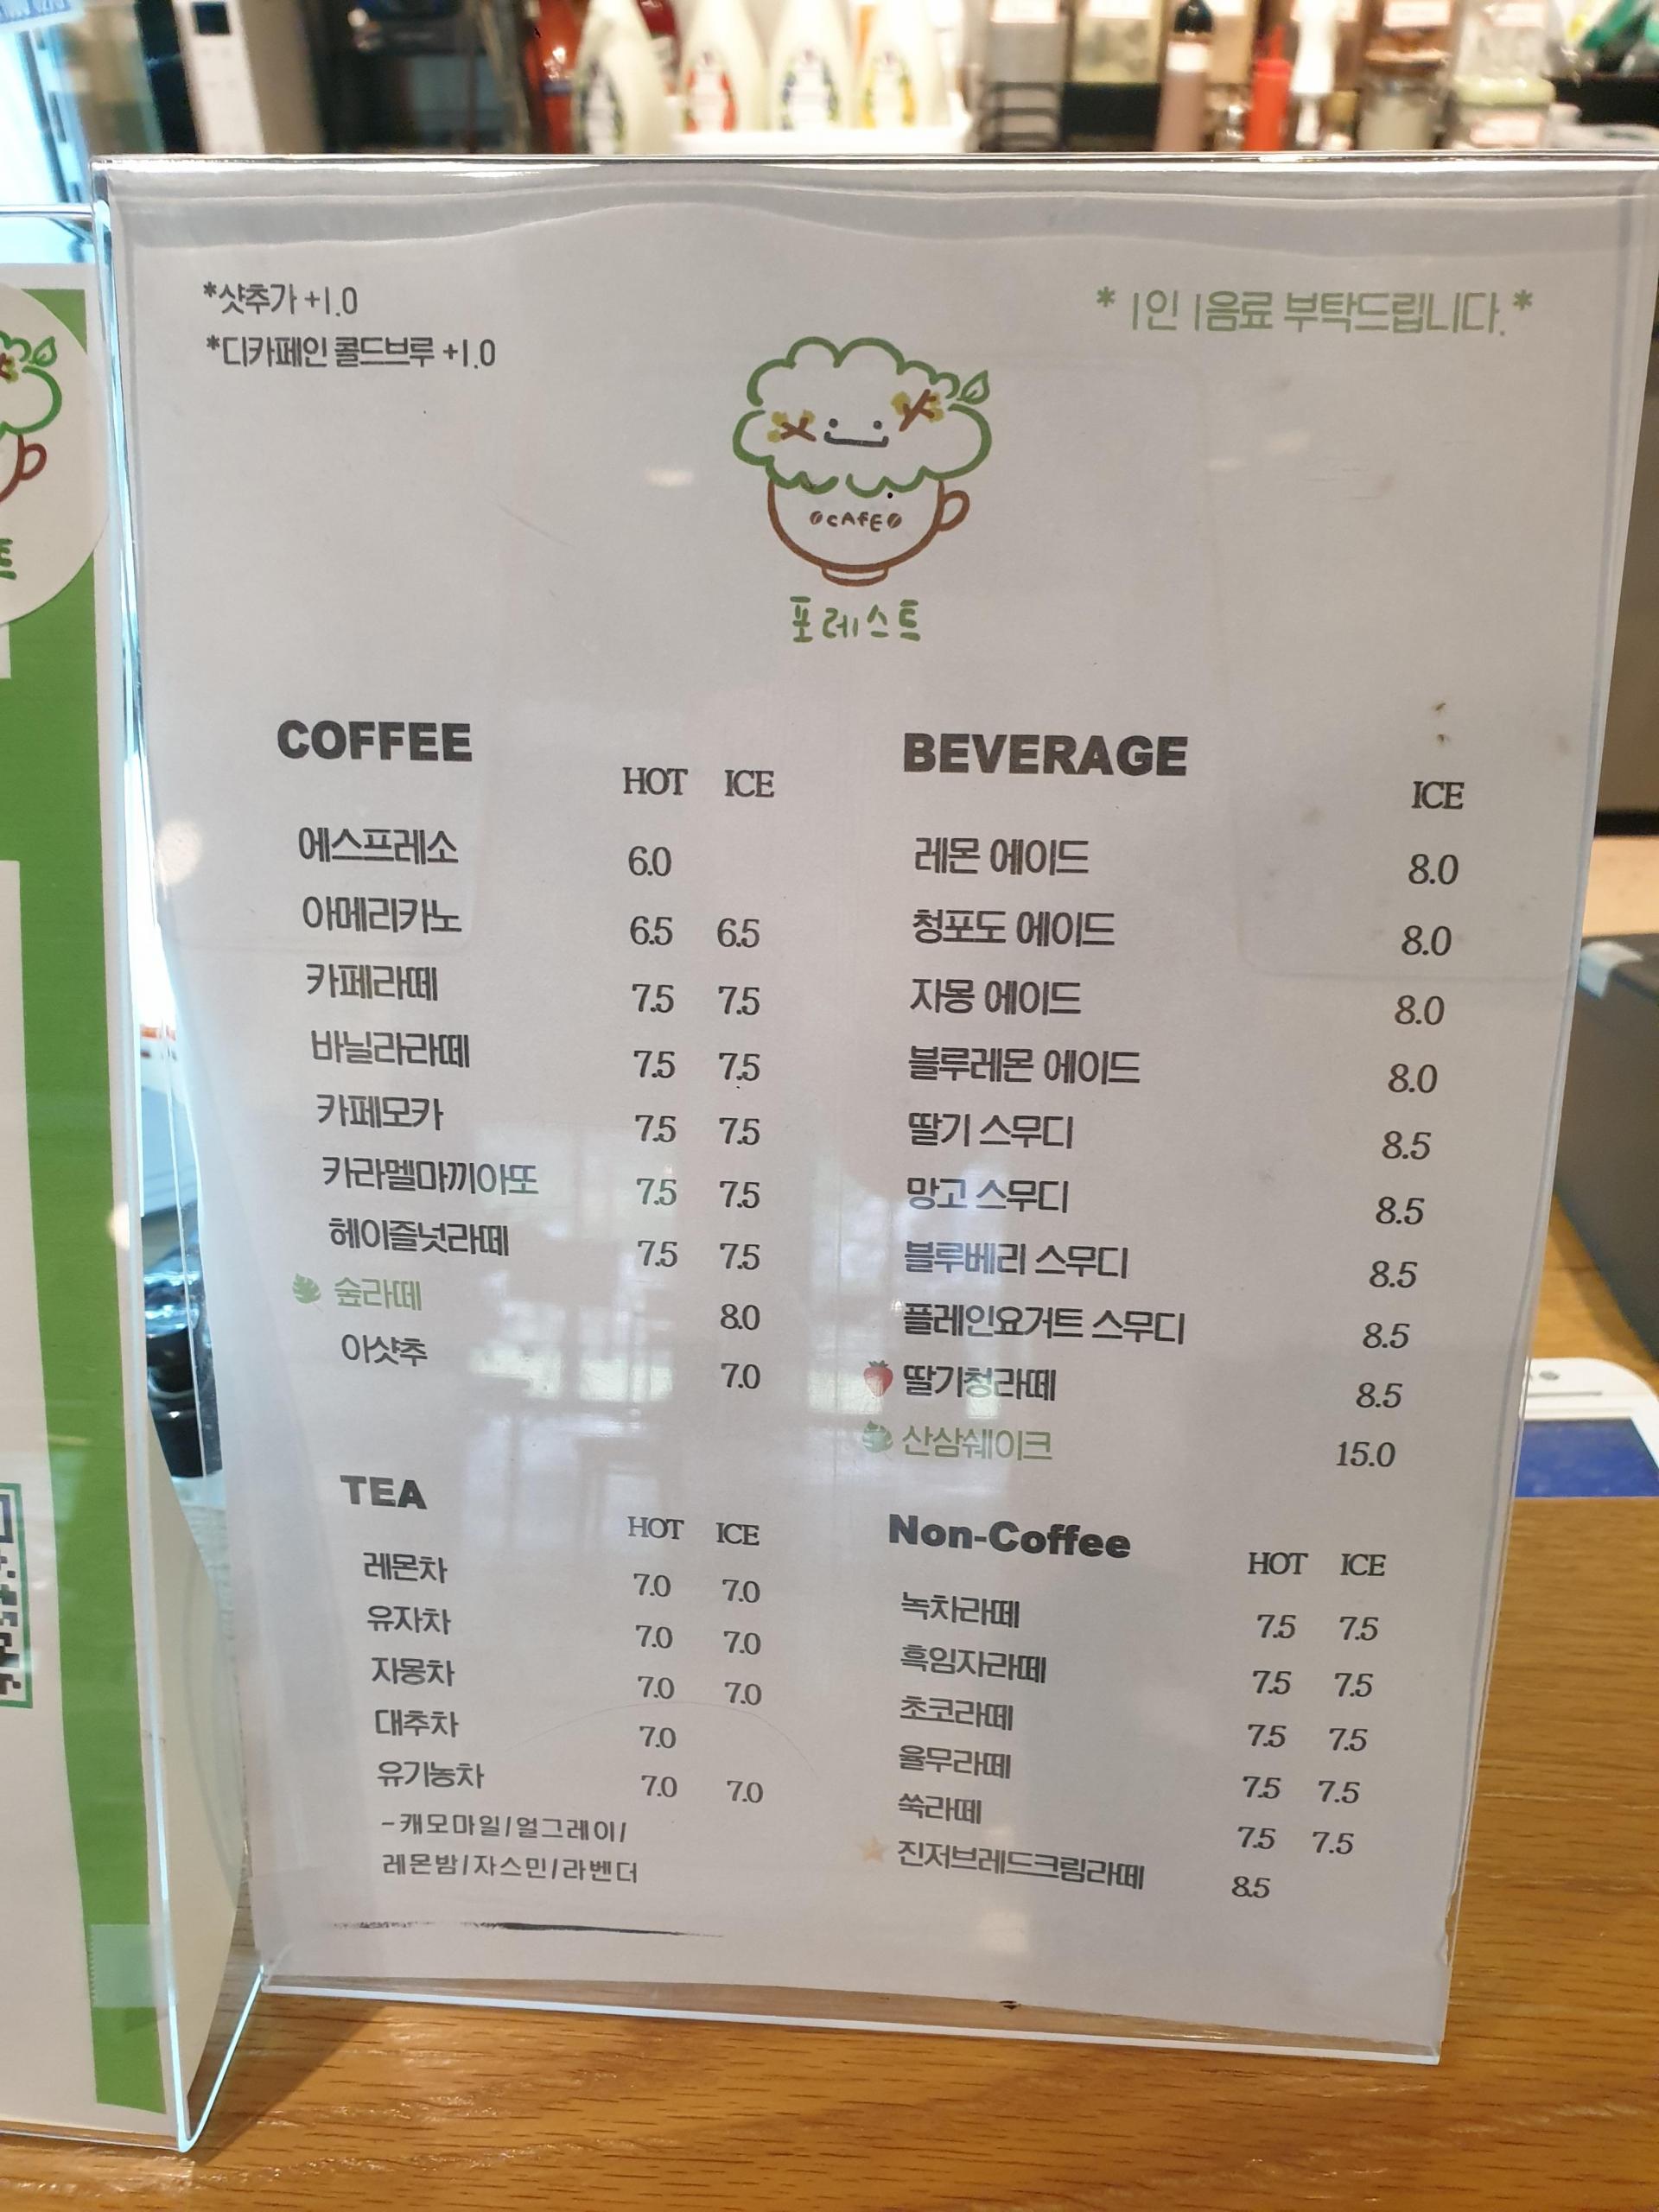 *샷추가 +1.0
*디카페인 콜드브루 +1.0
* 1인 1음료 부탁드립니다. *
CAFE
포레스트
COFFEE
HOT ICE
에스프레소 6.0
아메리카노 6.5 6.5
카페라떼 7.5 7.5
바닐라라떼 7.5 7.5
카페모카 7.5 7.5
카라멜마끼아또 7.5 7.5
헤이즐넛라떼 7.5 7.5
숲라떼 8.0
아샷추 7.0
BEVERAGE
ICE
레몬 에이드 8.0
청포도 에이드 8.0
자몽 에이드 8.0
블루레몬 에이드 8.0
딸기 스무디 8.5
망고 스무디 8.5
블루베리 스무디 8.5
플레인요거트 스무디 8.5
딸기청라떼 8.5
산삼쉐이크 15.0
TEA
HOT ICE
레몬차 7.0 7.0
유자차 7.0 7.0
자몽차 7.0 7.0
대추차 7.0
유기농차 7.0 7.0
-캐모마일/얼그레이/
레몬밤/자스민/라벤더
Non-Coffee
HOT ICE
녹차라떼 7.5 7.5
흑임자라떼 7.5 7.5
초코라떼 7.5 7.5
율무라떼 7.5 7.5
쑥라떼 7.5 7.5
진저브레드크림라떼 8.5
트